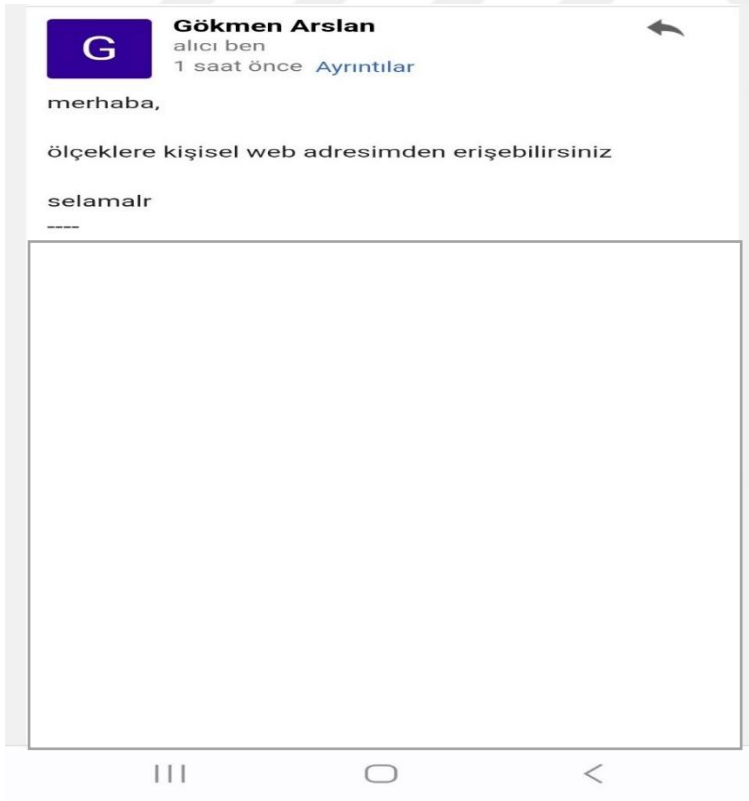 G
Gökmen Arslan
alıcı ben
1 saat önce Ayrıntılar
merhaba,
ölçeklere kişisel web adresimden erişebilirsiniz
selamalr
----